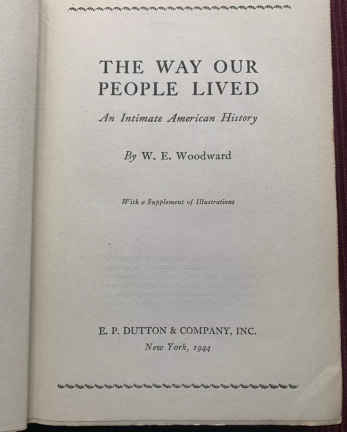 THE WAY OUR
PEOPLE LIVED
An Intimate American History
By W. E. Woodward
With a Supplement of Illustrations
E. P. DUTTON & COMPANY, INC.
New York, 1944